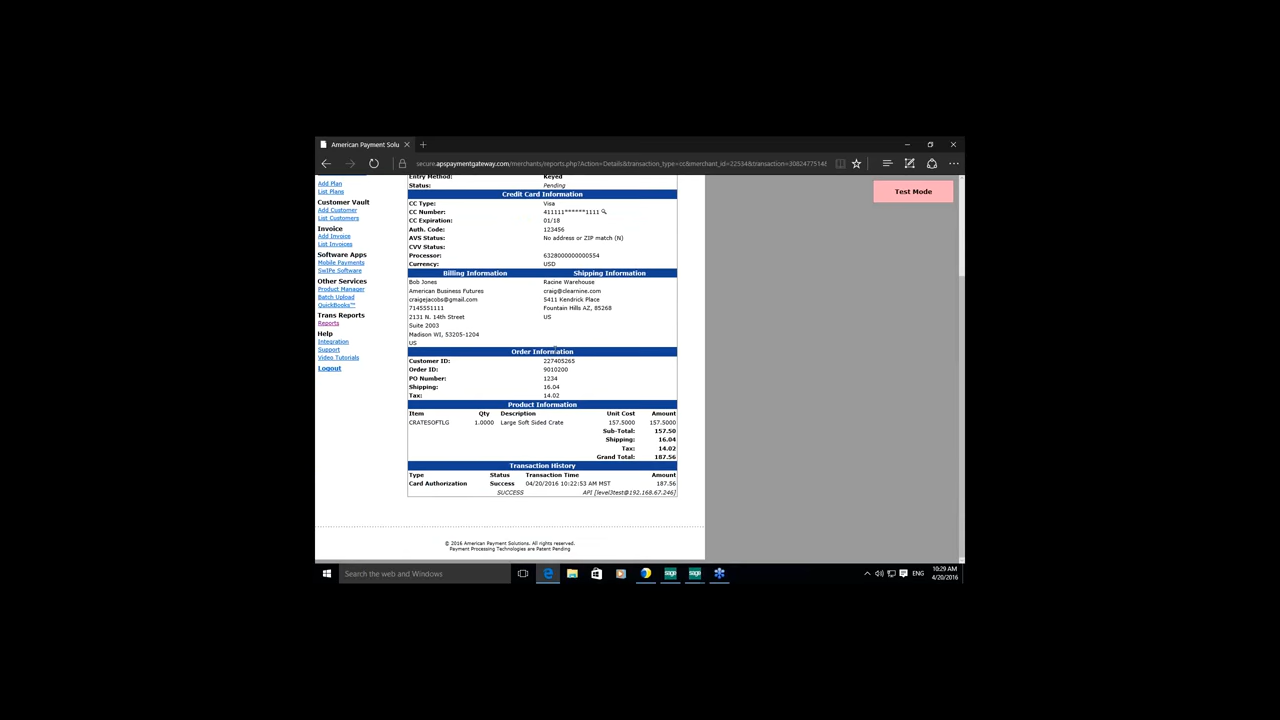 American Payment Solu
secure.apspaymentgateway.com/merchants/reports.php?Action=Details&transaction_type=cc&merchant_id=22534&transaction=3082477514
Test Mode
Add Plan
List Plans
Customer Vault
Add Customer
List Customers
Invoice
Add Invoice
List Invoices
Software Apps
Mobile Payments
SwIPe Software
Other Services
Product Manager
Batch Upload
QuickBooks™
Trans Reports
Reports
Help
Integration
Support
Video Tutorials
Logout
Entry Method: Keyed
Status: Pending
Credit Card Information
CC Type: Visa
CC Number: 411111******1111
CC Expiration: 01/18
Auth. Code: 123456
AVS Status: No address or ZIP match (N)
CVV Status:
Processor: 6328000000000554
Currency: USD
Billing Information Shipping Information
Bob Jones Racine Warehouse
American Business Futures craig@clearnine.com
craigejacobs@gmail.com 5411 Kendrick Place
7145551111 Fountain Hills AZ, 85268
2131 N. 14th Street US
Suite 2003
Madison WI, 53205-1204
US
Order Information
Customer ID: 227405265
Order ID: 9010200
PO Number: 1234
Shipping: 16.04
Tax: 14.02
Product Information
Item Qty Description Unit Cost Amount
CRATESOFTLG 1.0000 Large Soft Sided Crate 157.5000 157.5000
Sub-Total: 157.50
Shipping: 16.04
Tax: 14.02
Grand Total: 187.56
Transaction History
Type Status Transaction Time Amount
Card Authorization Success 04/20/2016 10:22:53 AM MST 187.56
SUCCESS API [level3test@192.168.67.246]
© 2016 American Payment Solutions. All rights reserved.
Payment Processing Technologies are Patent Pending
Search the web and Windows
sage
sage
ENG
10:29 AM
4/20/2016